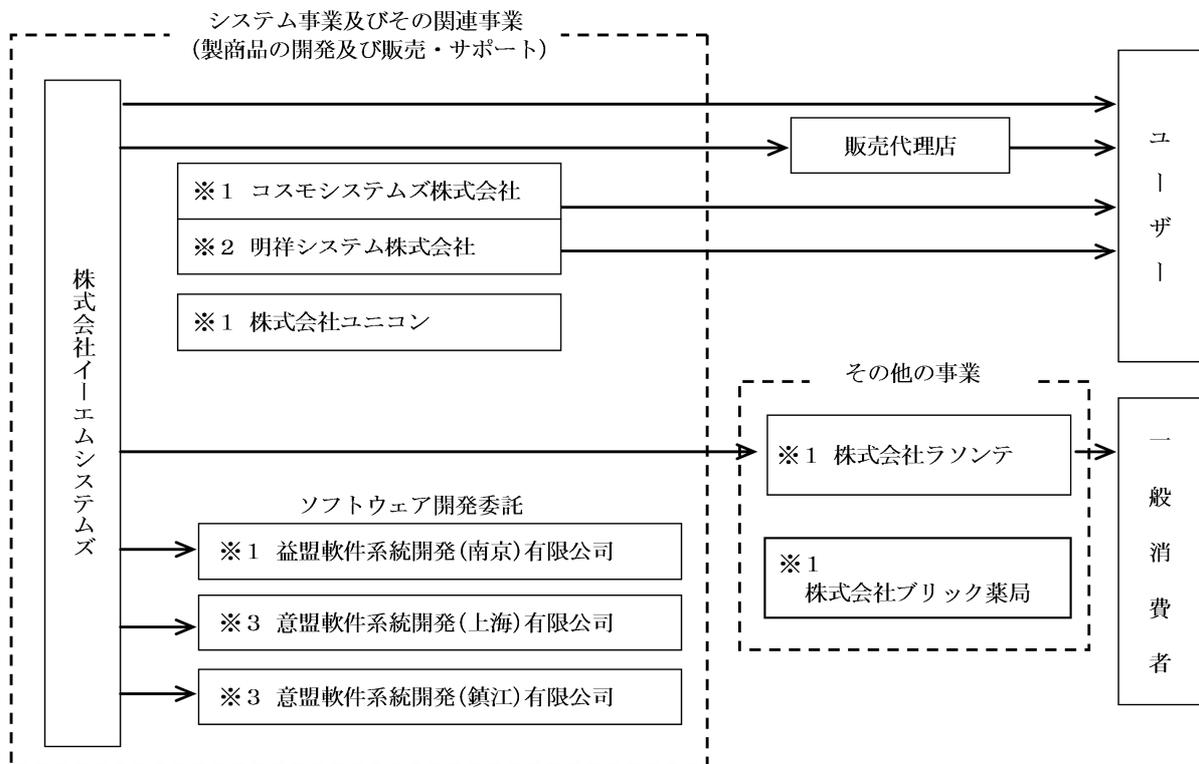 システム事業及びその関連事業
（製商品の開発及び販売・サポート）
株式会社イーエムシステムズ
販売代理店
ユーザー
※１ コスモシステムズ株式会社
※２ 明祥システム株式会社
※１ 株式会社ユニコン
その他の事業
※１ 株式会社ラソンテ
一般消費者
ソフトウェア開発委託
※１ 益盟軟件系統開発(南京)有限公司
※１
株式会社ブリック薬局
※３ 意盟軟件系統開発(上海)有限公司
※３ 意盟軟件系統開発(鎮江)有限公司